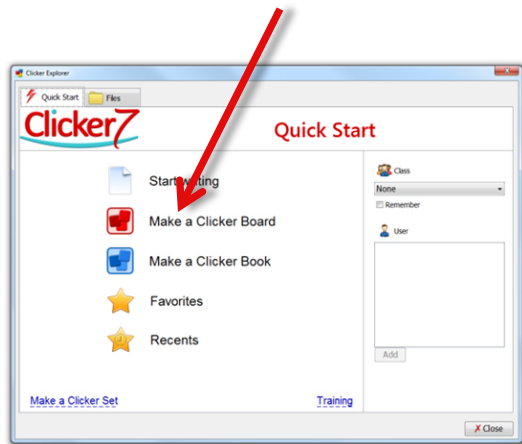 Clicker Explorer
Quick Start
Files
Clicker7
Quick Start
Start writing
Make a Clicker Board
Make a Clicker Book
Favorites
Recents
Make a Clicker Set
Training
Class
None
Remember
User
Add
X Close